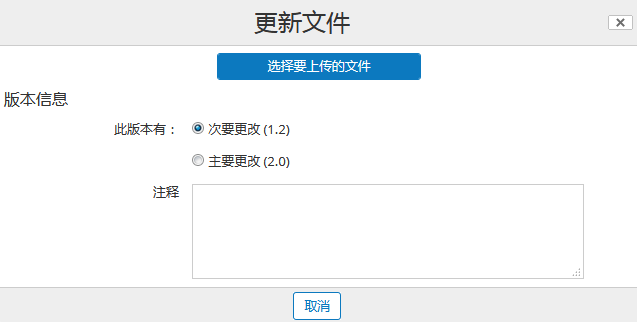 更新文件
选择要上传的文件
版本信息
此版本有：
次要更改 (1.2)
主要更改 (2.0)
注释
取消